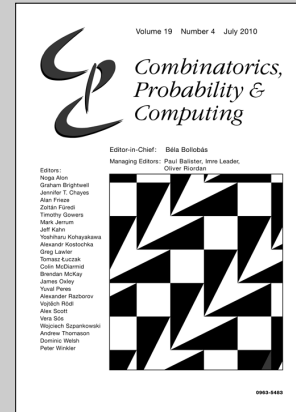 Volume 19 Number 4 July 2010
Combinatorics,
Probability &
Computing
Editor-in-Chief: Béla Bollobás
Managing Editors: Paul Balister, Imre Leader,
Oliver Riordan
Editors:
Noga Alon
Graham Brightwell
Jennifer T. Chayes
Alan Frieze
Zoltán Füredi
Timothy Gowers
Mark Jerrum
Jeff Kahn
Yoshiharu Kohayakawa
Alexandr Kostochka
Greg Lawler
Tomasz Łuczak
Colin McDiarmid
Brendan McKay
James Oxley
Yuval Peres
Alexander Razborov
Vojtěch Rödl
Alex Scott
Vera Sós
Wojciech Szpankowski
Andrew Thomason
Dominic Welsh
Peter Winkler
0963-5483